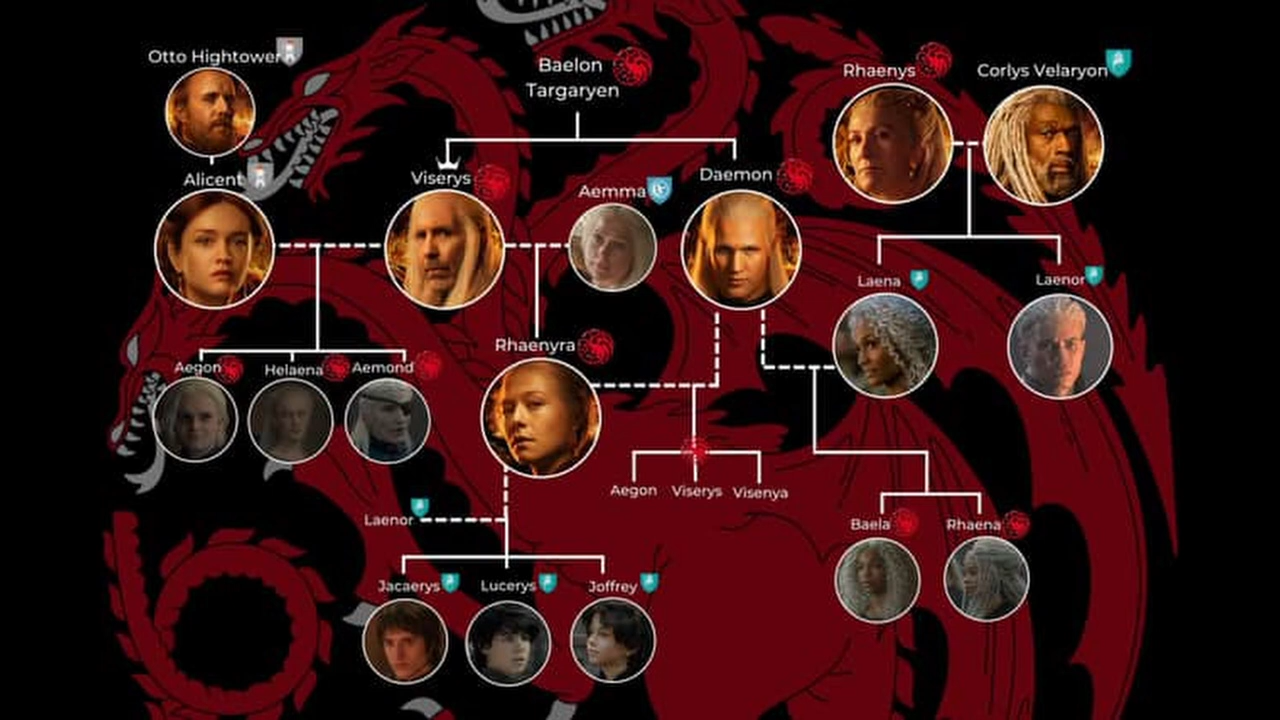 Otto Hightower
Baelon
Targaryen
Rhaenys
Corlys Velaryon
Alicent
Viserys
Aemma
Daemon
Laena
Laenor
Rhaenyra
Aegon
Helaena
Aemond
Aegon
Viserys
Visenya
Laenor
Baela
Rhaena
Jacaerys
Lucerys
Joffrey